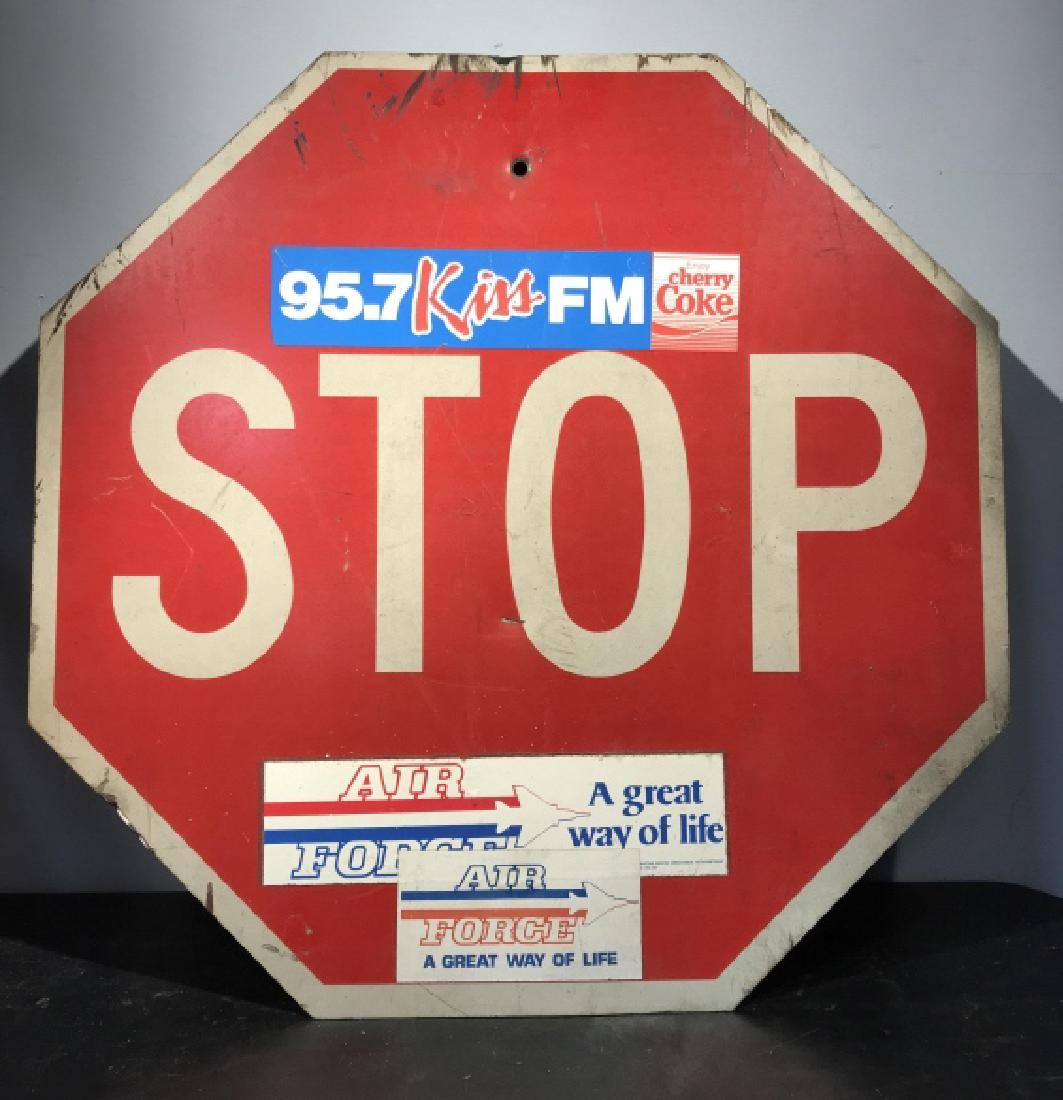 95.7 Kiss FM
Enjoy
cherry
Coke
STOP
AIR
FORCE
A great
way of life
AIR
FORCE
A GREAT WAY OF LIFE